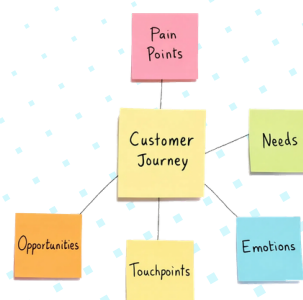 Pain
Points
Customer
Journey
Needs
Opportunities
Touchpoints
Emotions